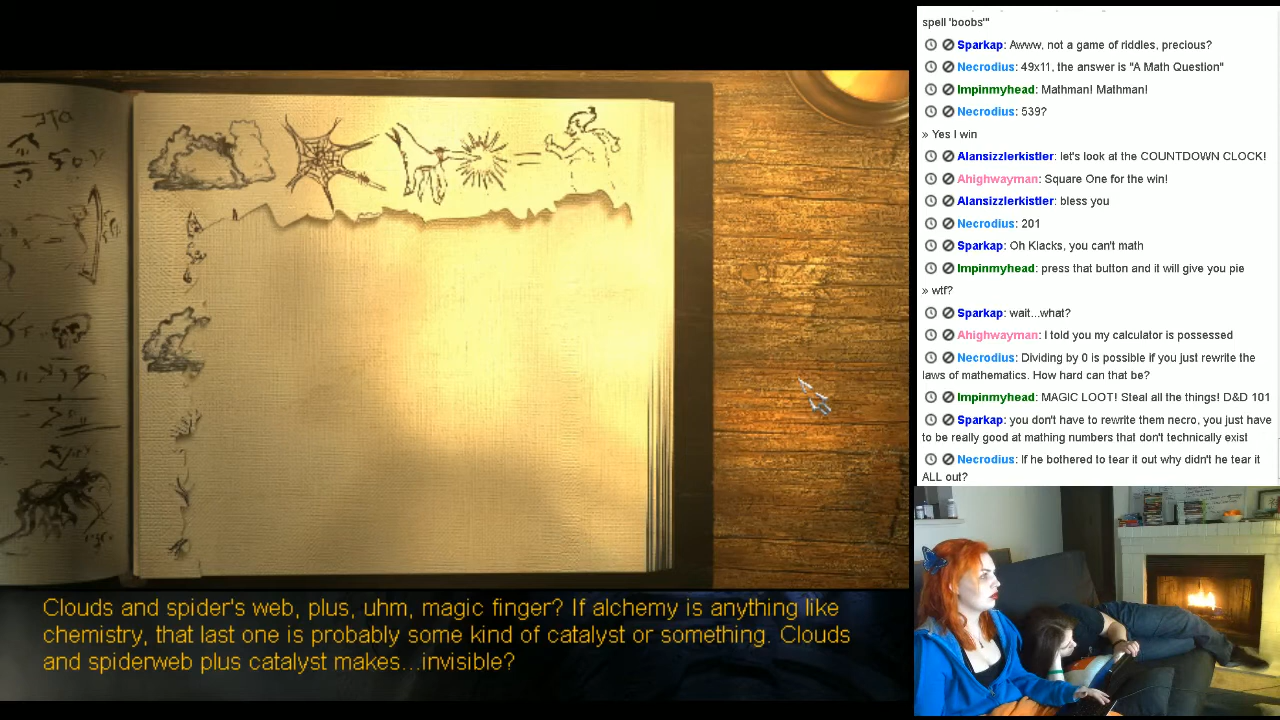 spell 'boobs'"
Sparkap: Awww, not a game of riddles, precious?
Necrodius: 49x11, the answer is "A Math Question"
Impinmyhead: Mathman! Mathman!
Necrodius: 539?
» Yes I win
Alansizzlerkistler: let's look at the COUNTDOWN CLOCK!
Ahighwayman: Square One for the win!
Alansizzlerkistler: bless you
Necrodius: 201
Sparkap: Oh Klacks, you can't math
Impinmyhead: press that button and it will give you pie
» wtf?
Sparkap: wait...what?
Ahighwayman: I told you my calculator is possessed
Necrodius: Dividing by 0 is possible if you just rewrite the
laws of mathematics. How hard can that be?
Impinmyhead: MAGIC LOOT! Steal all the things! D&D 101
Sparkap: you don't have to rewrite them necro, you just have
to be really good at mathing numbers that don't technically exist
Necrodius: If he bothered to tear it out why didn't he tear it
ALL out?
Clouds and spider's web, plus, uhm, magic finger? If alchemy is anything like
chemistry, that last one is probably some kind of catalyst or something. Clouds
and spiderweb plus catalyst makes...invisible?